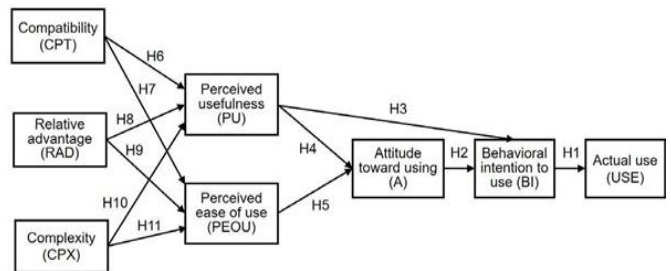 Compatibility
(CPT)
H6
H7
Perceived
usefulness
(PU)
H3
Relative
advantage
(RAD)
H8
H9
H4
Attitude
toward using
(A)
H2
Behavioral
intention to
use (BI)
H1
Actual use
(USE)
H10
Perceived
ease of use
(PEOU)
H5
Complexity
(CPX)
H11